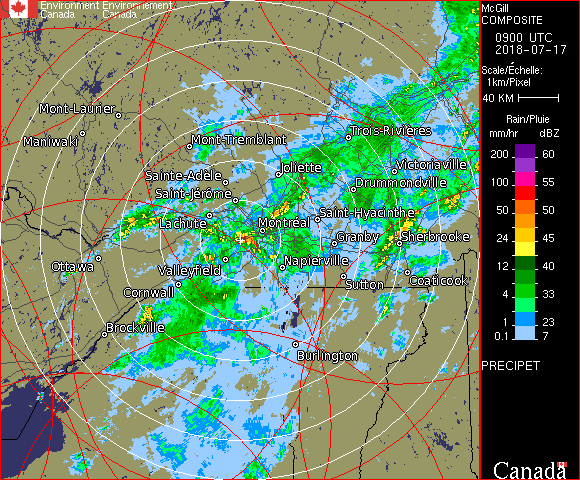 Environment Environnement
Canada Canada
McGill
COMPOSITE
0900 UTC
2018-07-17
Scale/Échelle:
1km/Pixel
40 KM
Rain/Pluie
mm/hr dBZ
200 60
100 55
50 50
24 45
12 40
4 33
1 23
0.1 7
PRECIPET
Canada
Mont-Laurier
Maniwaki
Mont-Tremblant
Trois-Rivières
Sainte-Adèle
Joliette
Victoriaville
Saint-Jérôme
Drummondville
Lachute
Montréal
Saint-Hyacinthe
Granby
Sherbrooke
Ottawa
Valleyfield
Napierville
Cornwall
Sutton
Coaticook
Brockville
Burlington